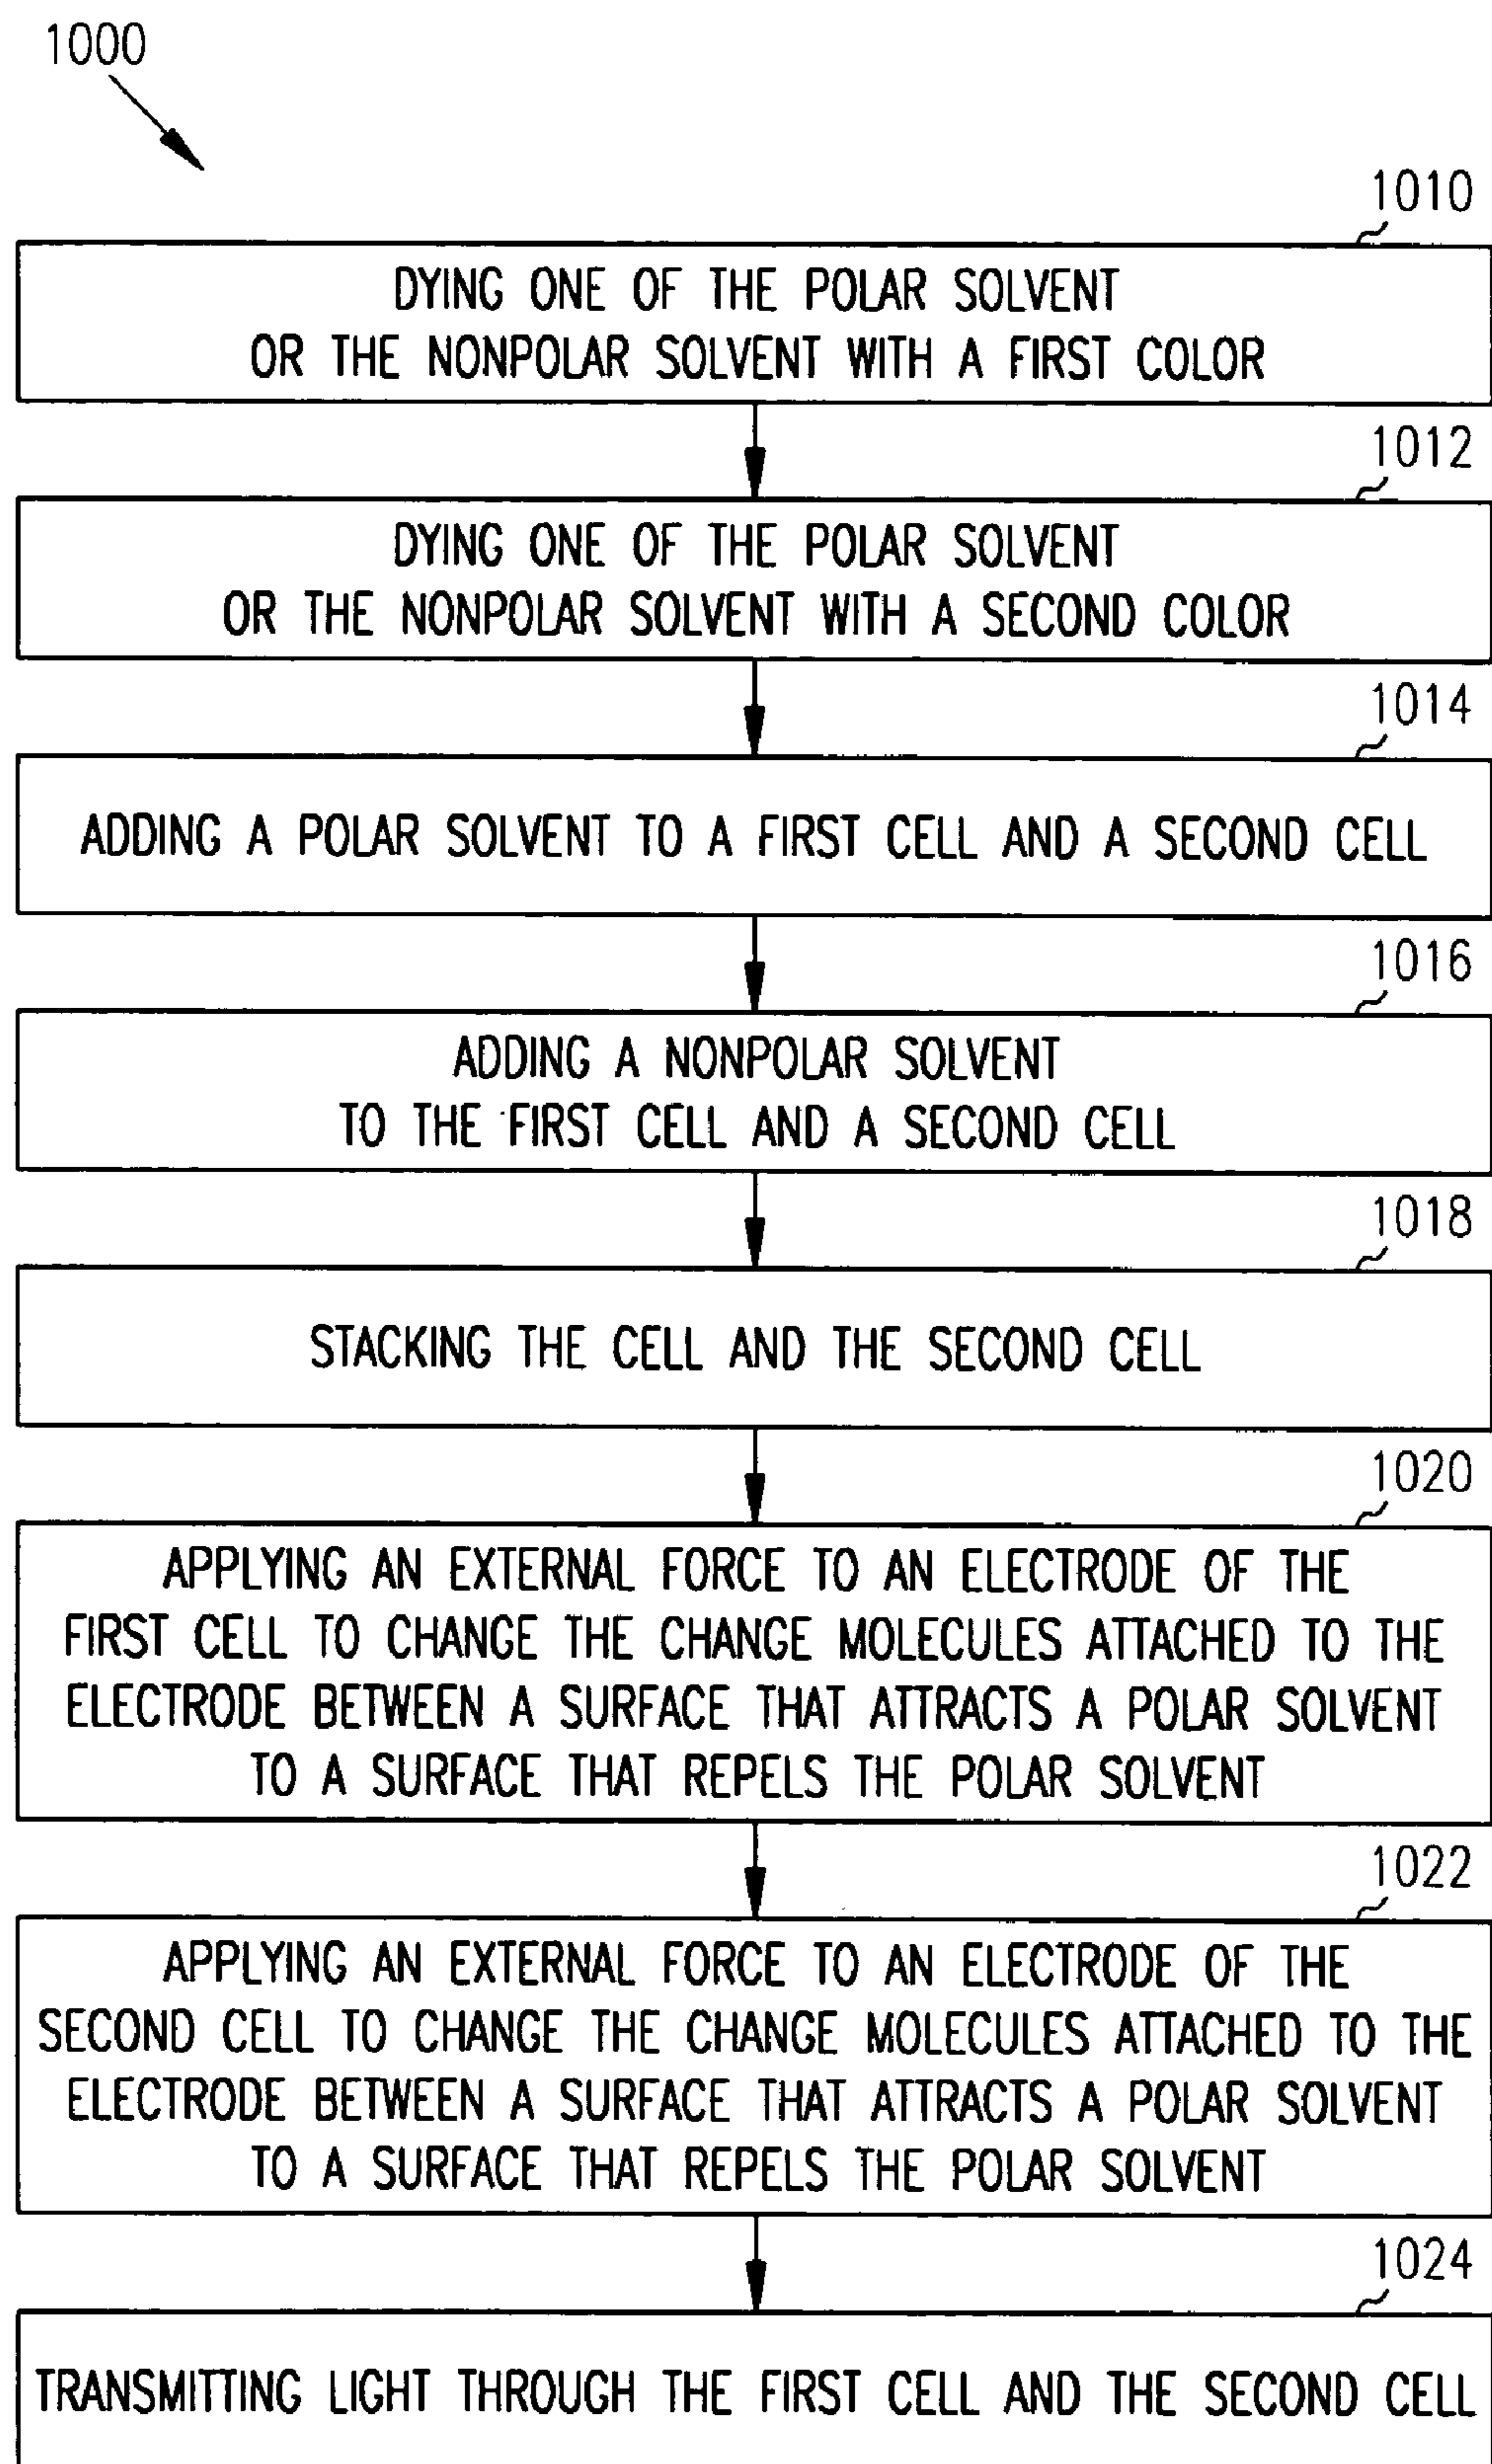 1000
1010
DYING ONE OF THE POLAR SOLVENT
OR THE NONPOLAR SOLVENT WITH A FIRST COLOR
1012
DYING ONE OF THE POLAR SOLVENT
OR THE NONPOLAR SOLVENT WITH A SECOND COLOR
1014
ADDING A POLAR SOLVENT TO A FIRST CELL AND A SECOND CELL
1016
ADDING A NONPOLAR SOLVENT
TO THE FIRST CELL AND A SECOND CELL
1018
STACKING THE CELL AND THE SECOND CELL
1020
APPLYING AN EXTERNAL FORCE TO AN ELECTRODE OF THE
FIRST CELL TO CHANGE THE CHANGE MOLECULES ATTACHED TO THE
ELECTRODE BETWEEN A SURFACE THAT ATTRACTS A POLAR SOLVENT
TO A SURFACE THAT REPELS THE POLAR SOLVENT
1022
APPLYING AN EXTERNAL FORCE TO AN ELECTRODE OF THE
SECOND CELL TO CHANGE THE CHANGE MOLECULES ATTACHED TO THE
ELECTRODE BETWEEN A SURFACE THAT ATTRACTS A POLAR SOLVENT
TO A SURFACE THAT REPELS THE POLAR SOLVENT
1024
TRANSMITTING LIGHT THROUGH THE FIRST CELL AND THE SECOND CELL